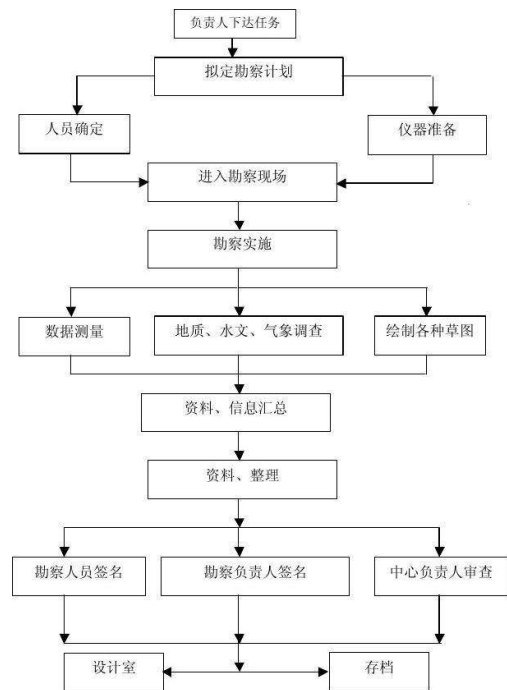 负责人下达任务
拟定勘察计划
人员确定
仪器准备
进入勘察现场
勘察实施
数据测量
地质、水文、气象调查
绘制各种草图
资料、信息汇总
资料、整理
勘察人员签名
勘察负责人签名
中心负责人审查
设计室
存档